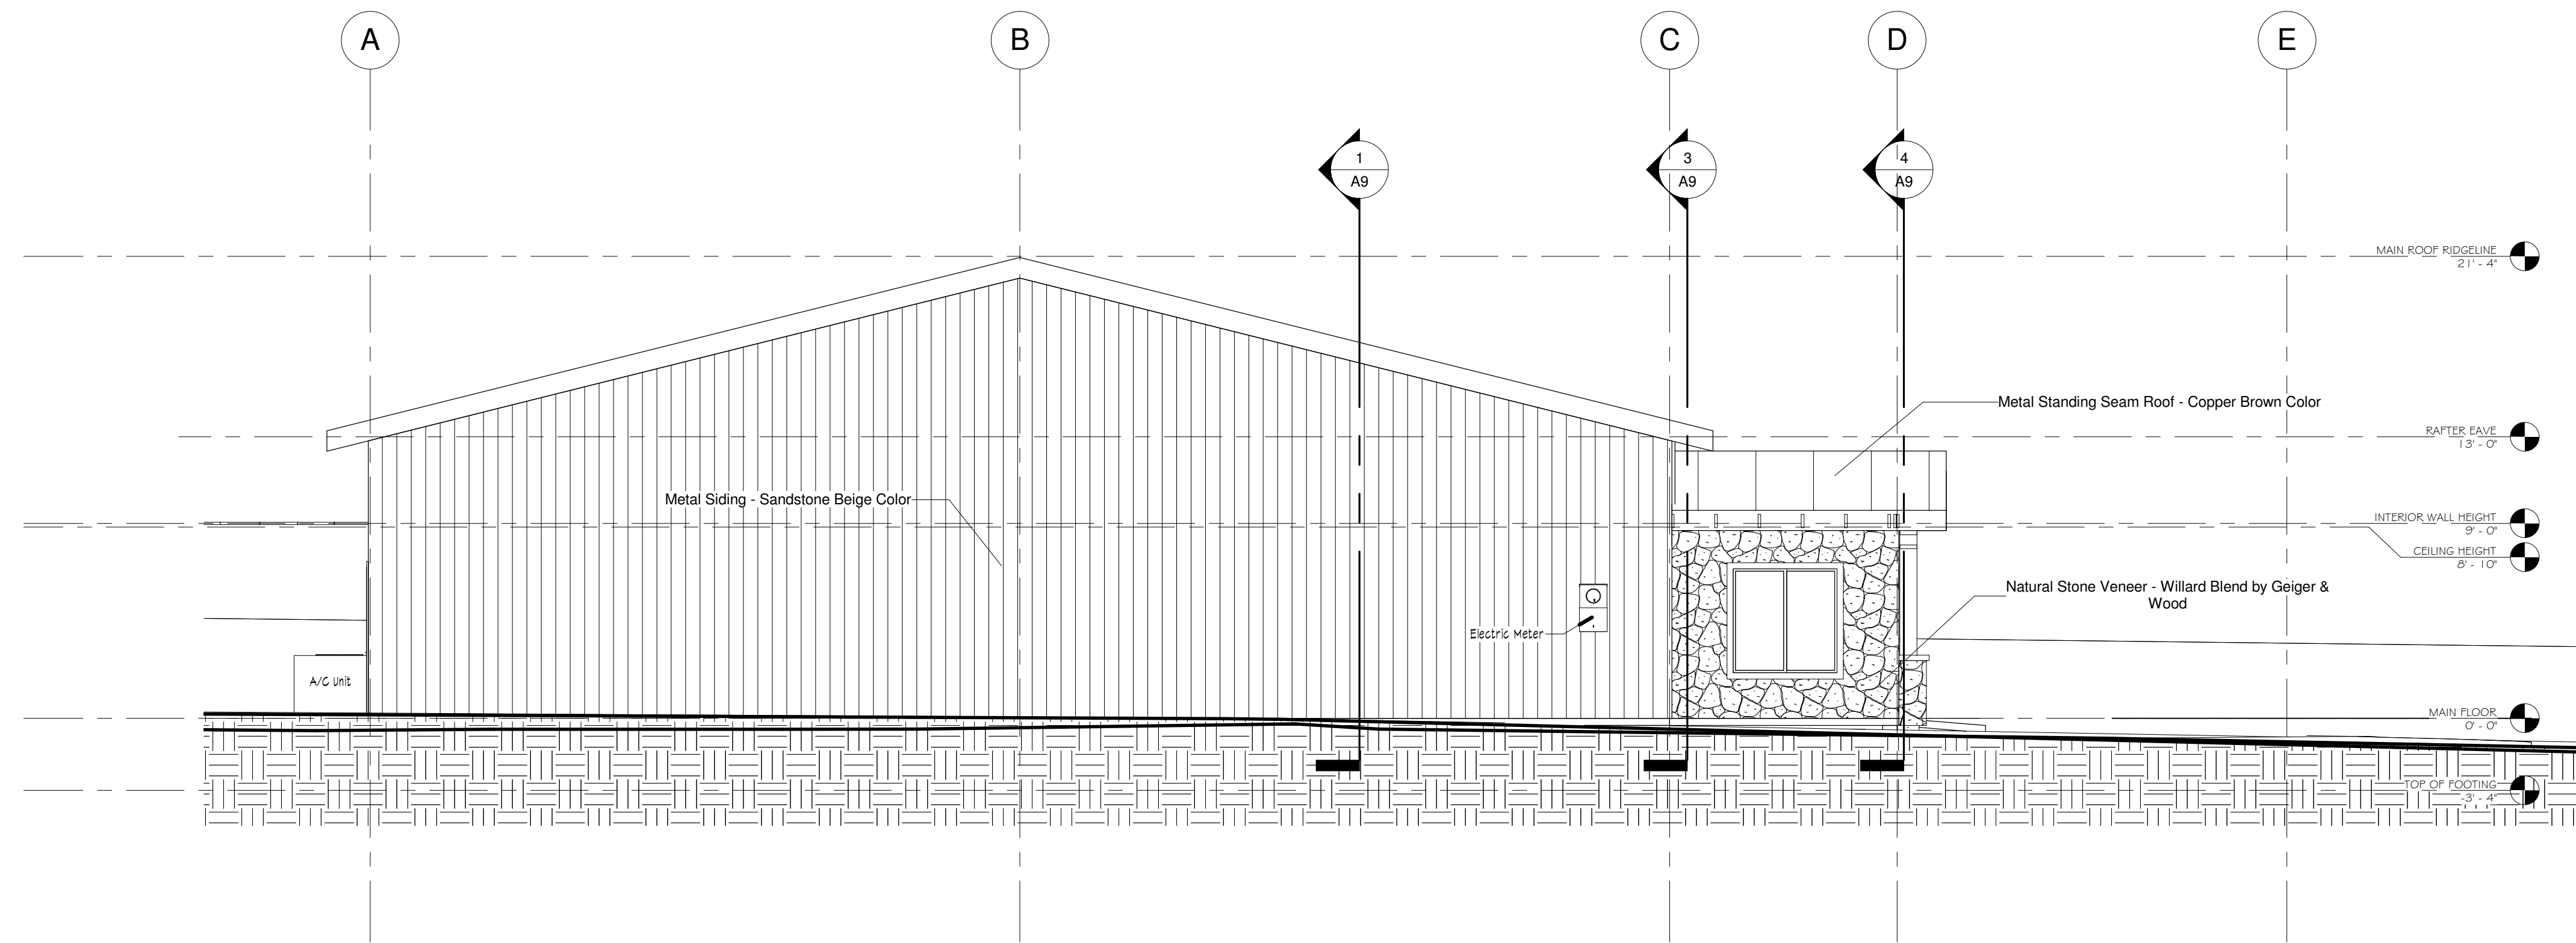 A
B
C
D
E
1
A9
3
A9
4
A9
MAIN ROOF RIDGELINE
21' - 4"
Metal Standing Seam Roof - Copper Brown Color
RAFTER EAVE
13' - 0"
Metal Siding - Sandstone Beige Color
INTERIOR WALL HEIGHT
9' - 0"
CEILING HEIGHT
8' - 10"
Natural Stone Veneer - Willard Blend by Geiger &
Wood
Electric Meter
A/C Unit
MAIN FLOOR
0' - 0"
TOP OF FOOTING
-3' - 4"